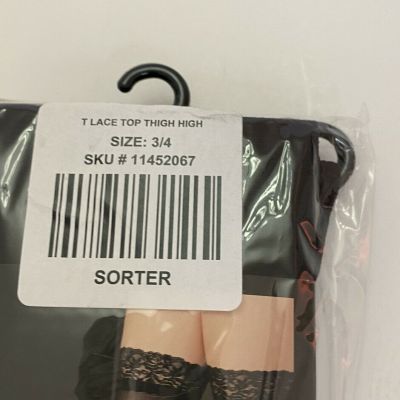 T LACE TOP THIGH HIGH
SIZE: 3/4
SKU # 11452067
SORTER